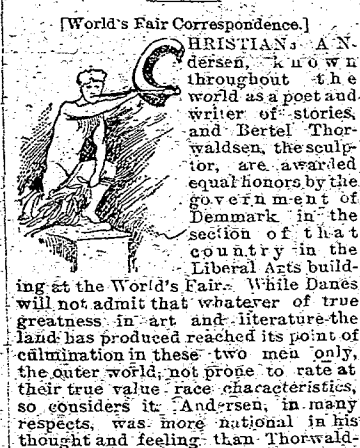 [World's Fair Correspondence.]
CHRISTIAN AN-
dersen, known
throughout the
world as a poet and
writer of stories,
and Bertel Thor-
waldsen, the sculp-
tor, are awarded
equal honors by the
government of
Demmark in the
section of that
country in the
Liberal Arts build-
ing at the World's Fair. While Danes
will not admit that whatever of true
greatness in art and literature the
land has produced reached its point of
culmination in these two men only,
the outer world, not prone to rate at
their true value race characteristics,
so considers it. Andersen, in many
respects, was more national in his
thought and feeling than Thorwald-